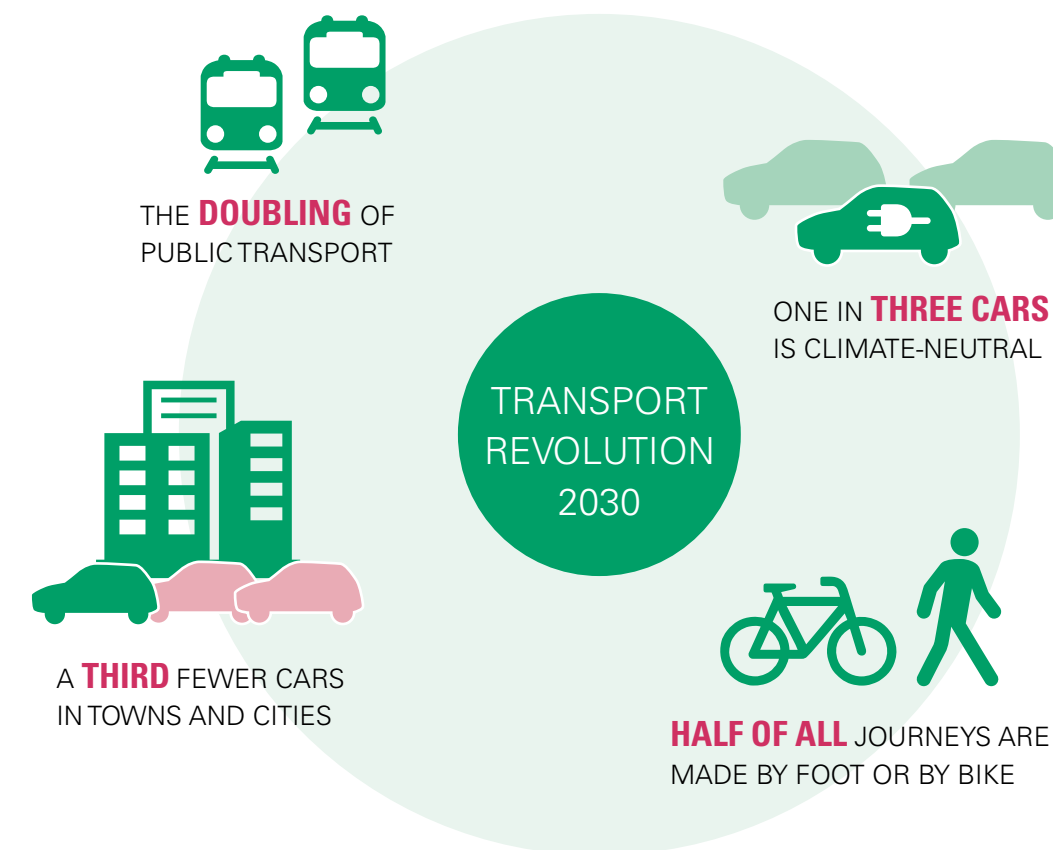 THE DOUBLING OF
PUBLIC TRANSPORT
ONE IN THREE CARS
IS CLIMATE-NEUTRAL
TRANSPORT
REVOLUTION
2030
A THIRD FEWER CARS
IN TOWNS AND CITIES
HALF OF ALL JOURNEYS ARE
MADE BY FOOT OR BY BIKE